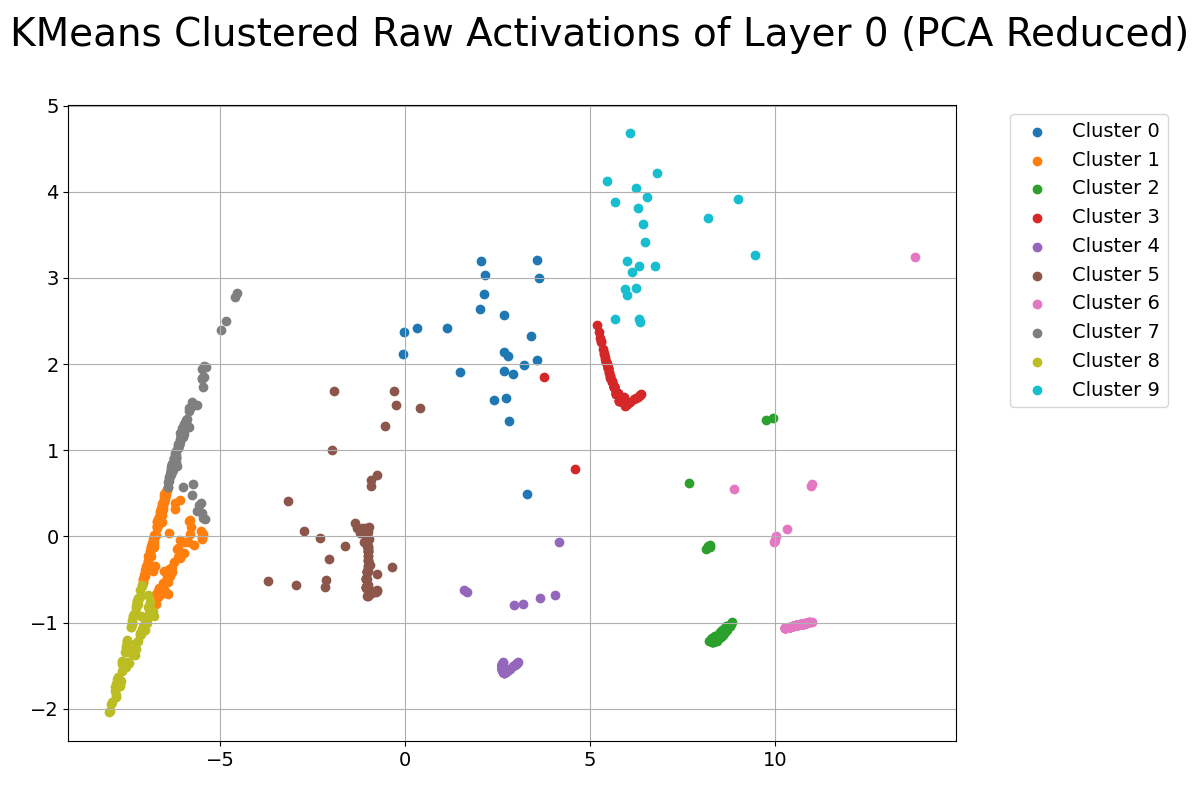 KMeans Clustered Raw Activations of Layer 0 (PCA Reduced)
5
4
3
2
1
0
−1
−2
−5
0
5
10
Cluster 0
Cluster 1
Cluster 2
Cluster 3
Cluster 4
Cluster 5
Cluster 6
Cluster 7
Cluster 8
Cluster 9